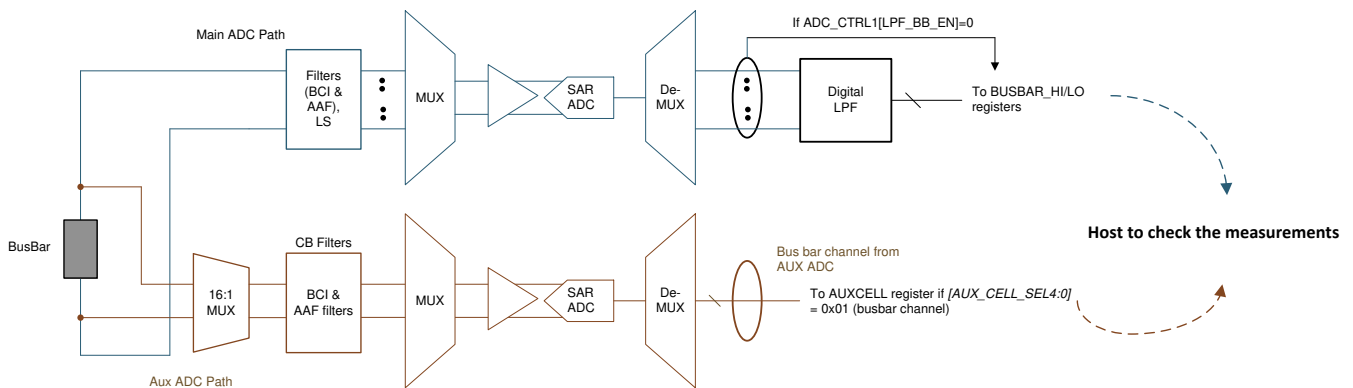 If ADC_CTRL1[LPF_BB_EN]=0
Main ADC Path
Filters
(BCI &
AAF),
LS
MUX
SAR
ADC
De-
MUX
Digital
LPF
To BUSBAR_HI/LO
registers
BusBar
Host to check the measurements
CB Filters
16:1
MUX
BCI &
AAF filters
MUX
SAR
ADC
De-
MUX
Bus bar channel from
AUX ADC
To AUXCELL register if [AUX_CELL_SEL4:0]
= 0x01 (busbar channel)
Aux ADC Path